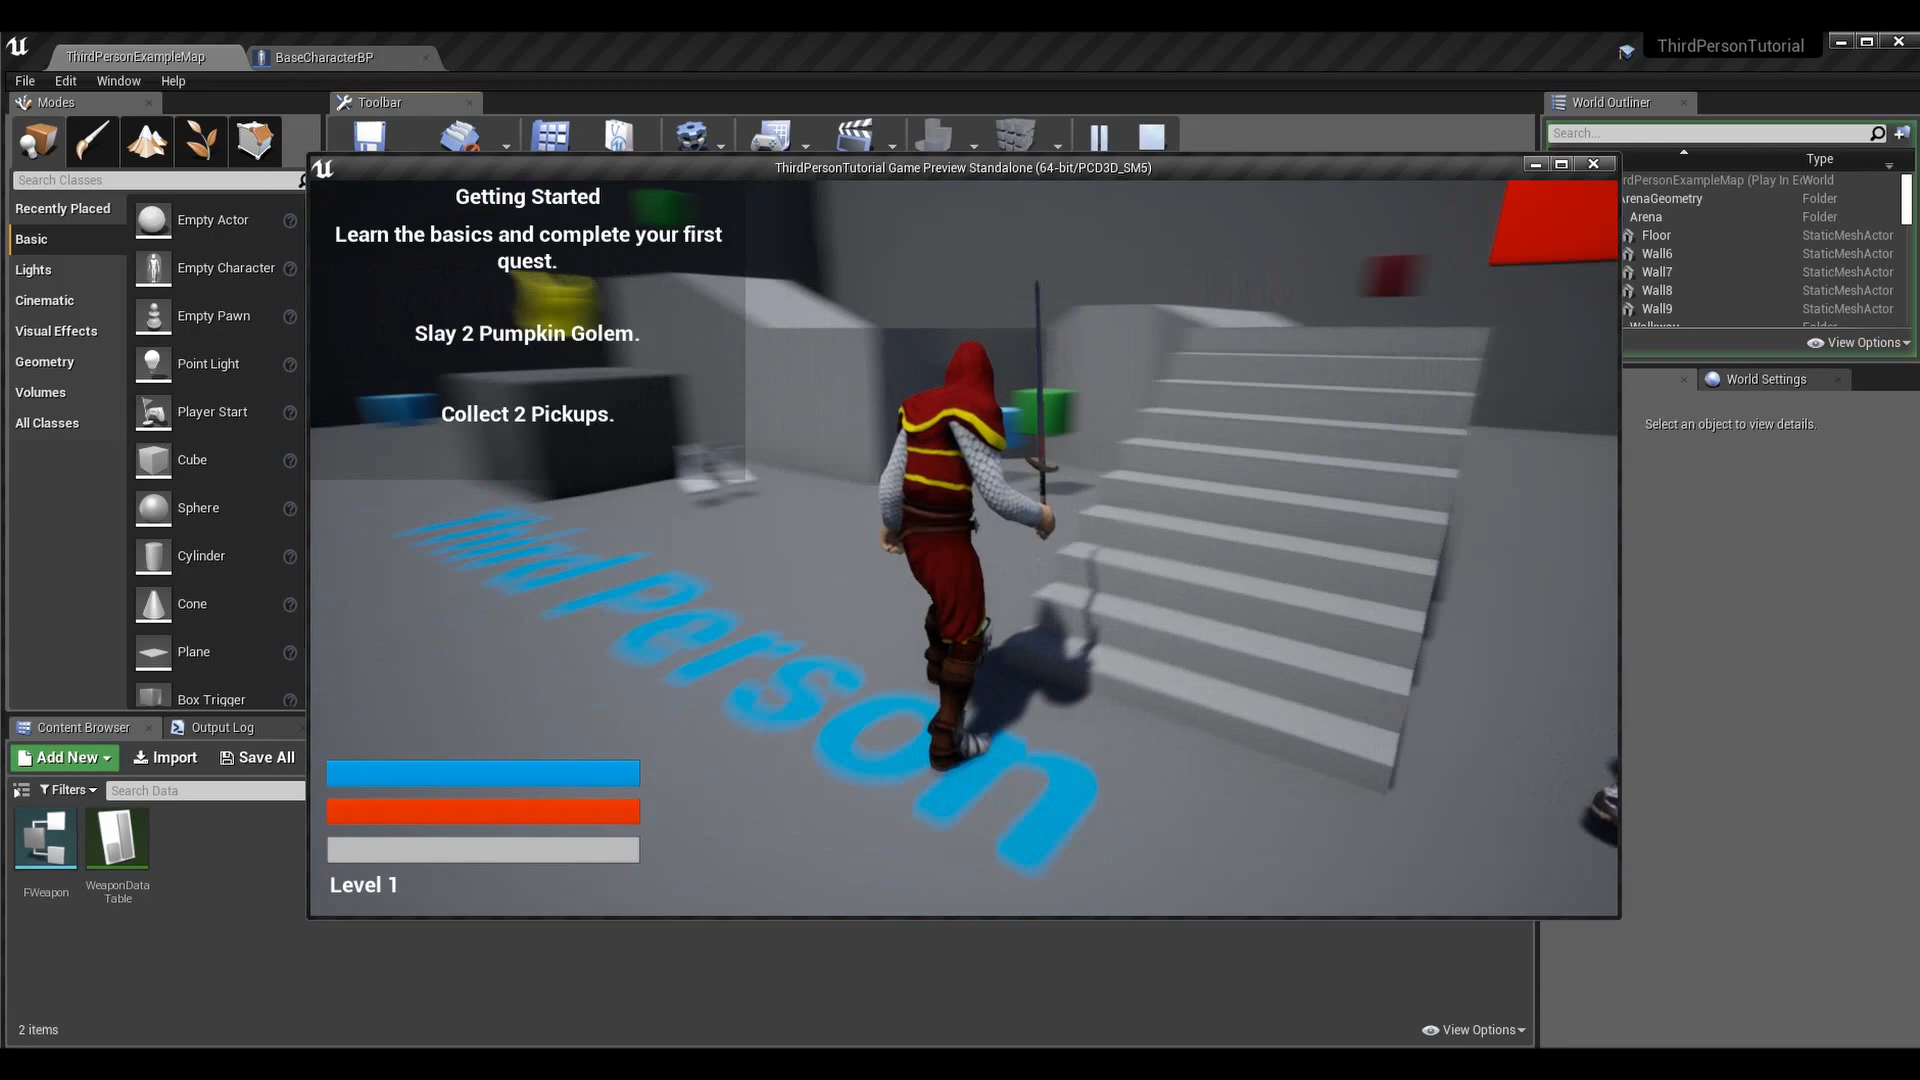 ThirdPersonExampleMap
BaseCharacterBP
ThirdPersonTutorial
File Edit Window Help
Modes
Toolbar
World Outliner
Search...
Search Classes
ThirdPersonTutorial Game Preview Standalone (64-bit/PCD3D_SM5)
Type
rdPersonExampleMap (Play In Ec World
ArenaGeometry Folder
Arena Folder
Floor StaticMeshActor
Wall6 StaticMeshActor
Wall7 StaticMeshActor
Wall8 StaticMeshActor
Wall9 StaticMeshActor
Walkway Folder
View Options
World Settings
Select an object to view details.
Recently Placed
Basic
Lights
Cinematic
Visual Effects
Geometry
Volumes
All Classes
Empty Actor
Empty Character
Empty Pawn
Point Light
Player Start
Cube
Sphere
Cylinder
Cone
Plane
Box Trigger
Getting Started
Learn the basics and complete your first
quest.
Slay 2 Pumpkin Golem.
Collect 2 Pickups.
Third Person
Level 1
Content Browser
Output Log
Add New Import Save All
Filters Search Data
FWeapon
WeaponData
Table
2 items
View Options